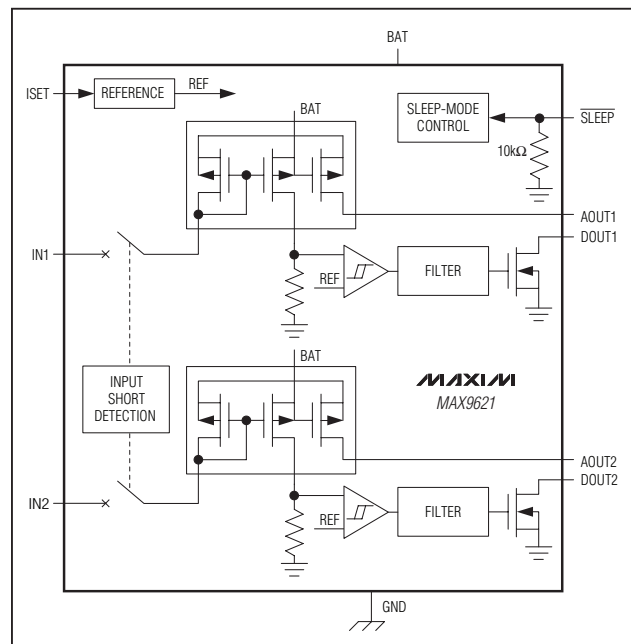 BAT
ISET
REFERENCE
REF
BAT
SLEEP-MODE
CONTROL
SLEEP
10kΩ
AOUT1
DOUT1
IN1
REF
FILTER
BAT
INPUT
SHORT
DETECTION
MAXIM
MAX9621
AOUT2
DOUT2
IN2
REF
FILTER
GND